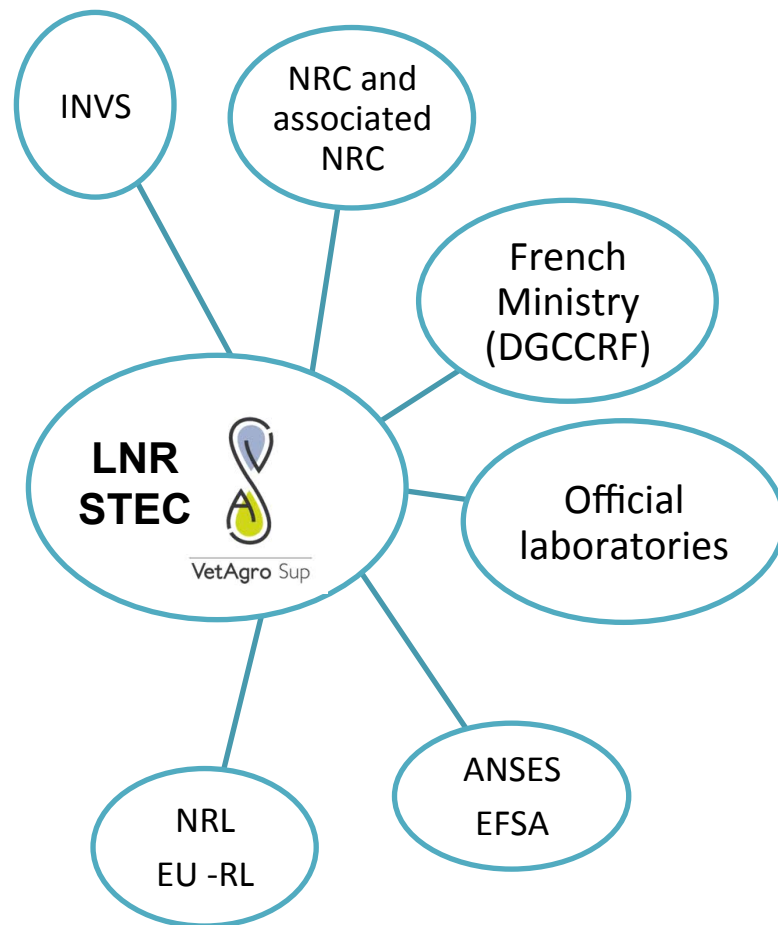 INVS
NRC and
associated
NRC
French
Ministry
(DGCCRF)
LNR
STEC
VetAgro Sup
Official
laboratories
ANSES
EFSA
NRL
EU -RL